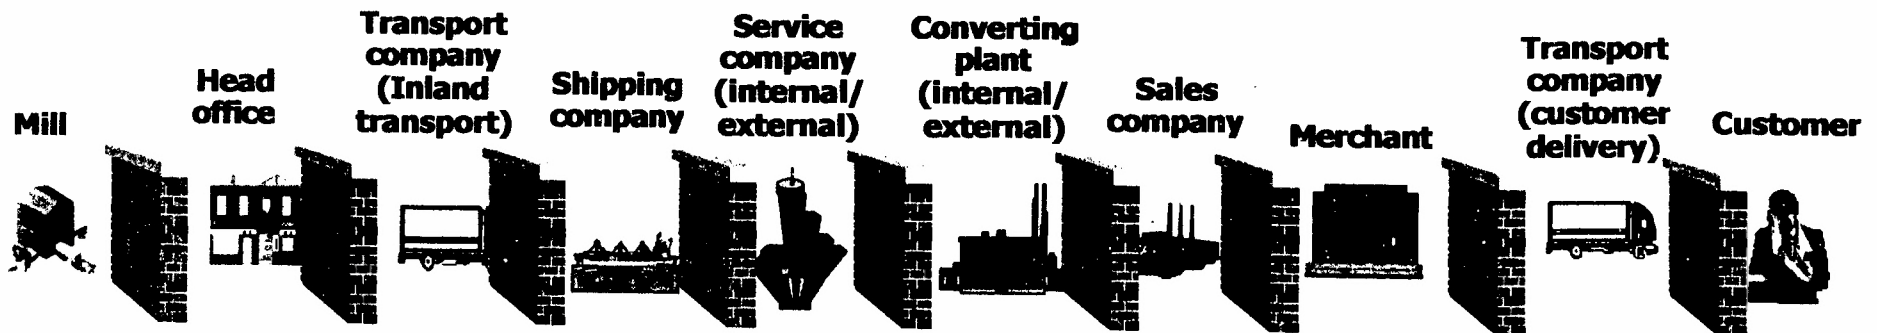 Mill
Head
office
Transport
company
(Inland
transport)
Shipping
company
Service
company
(internal/
external)
Converting
plant
(internal/
external)
Sales
company
Merchant
Transport
company
(customer
delivery)
Customer